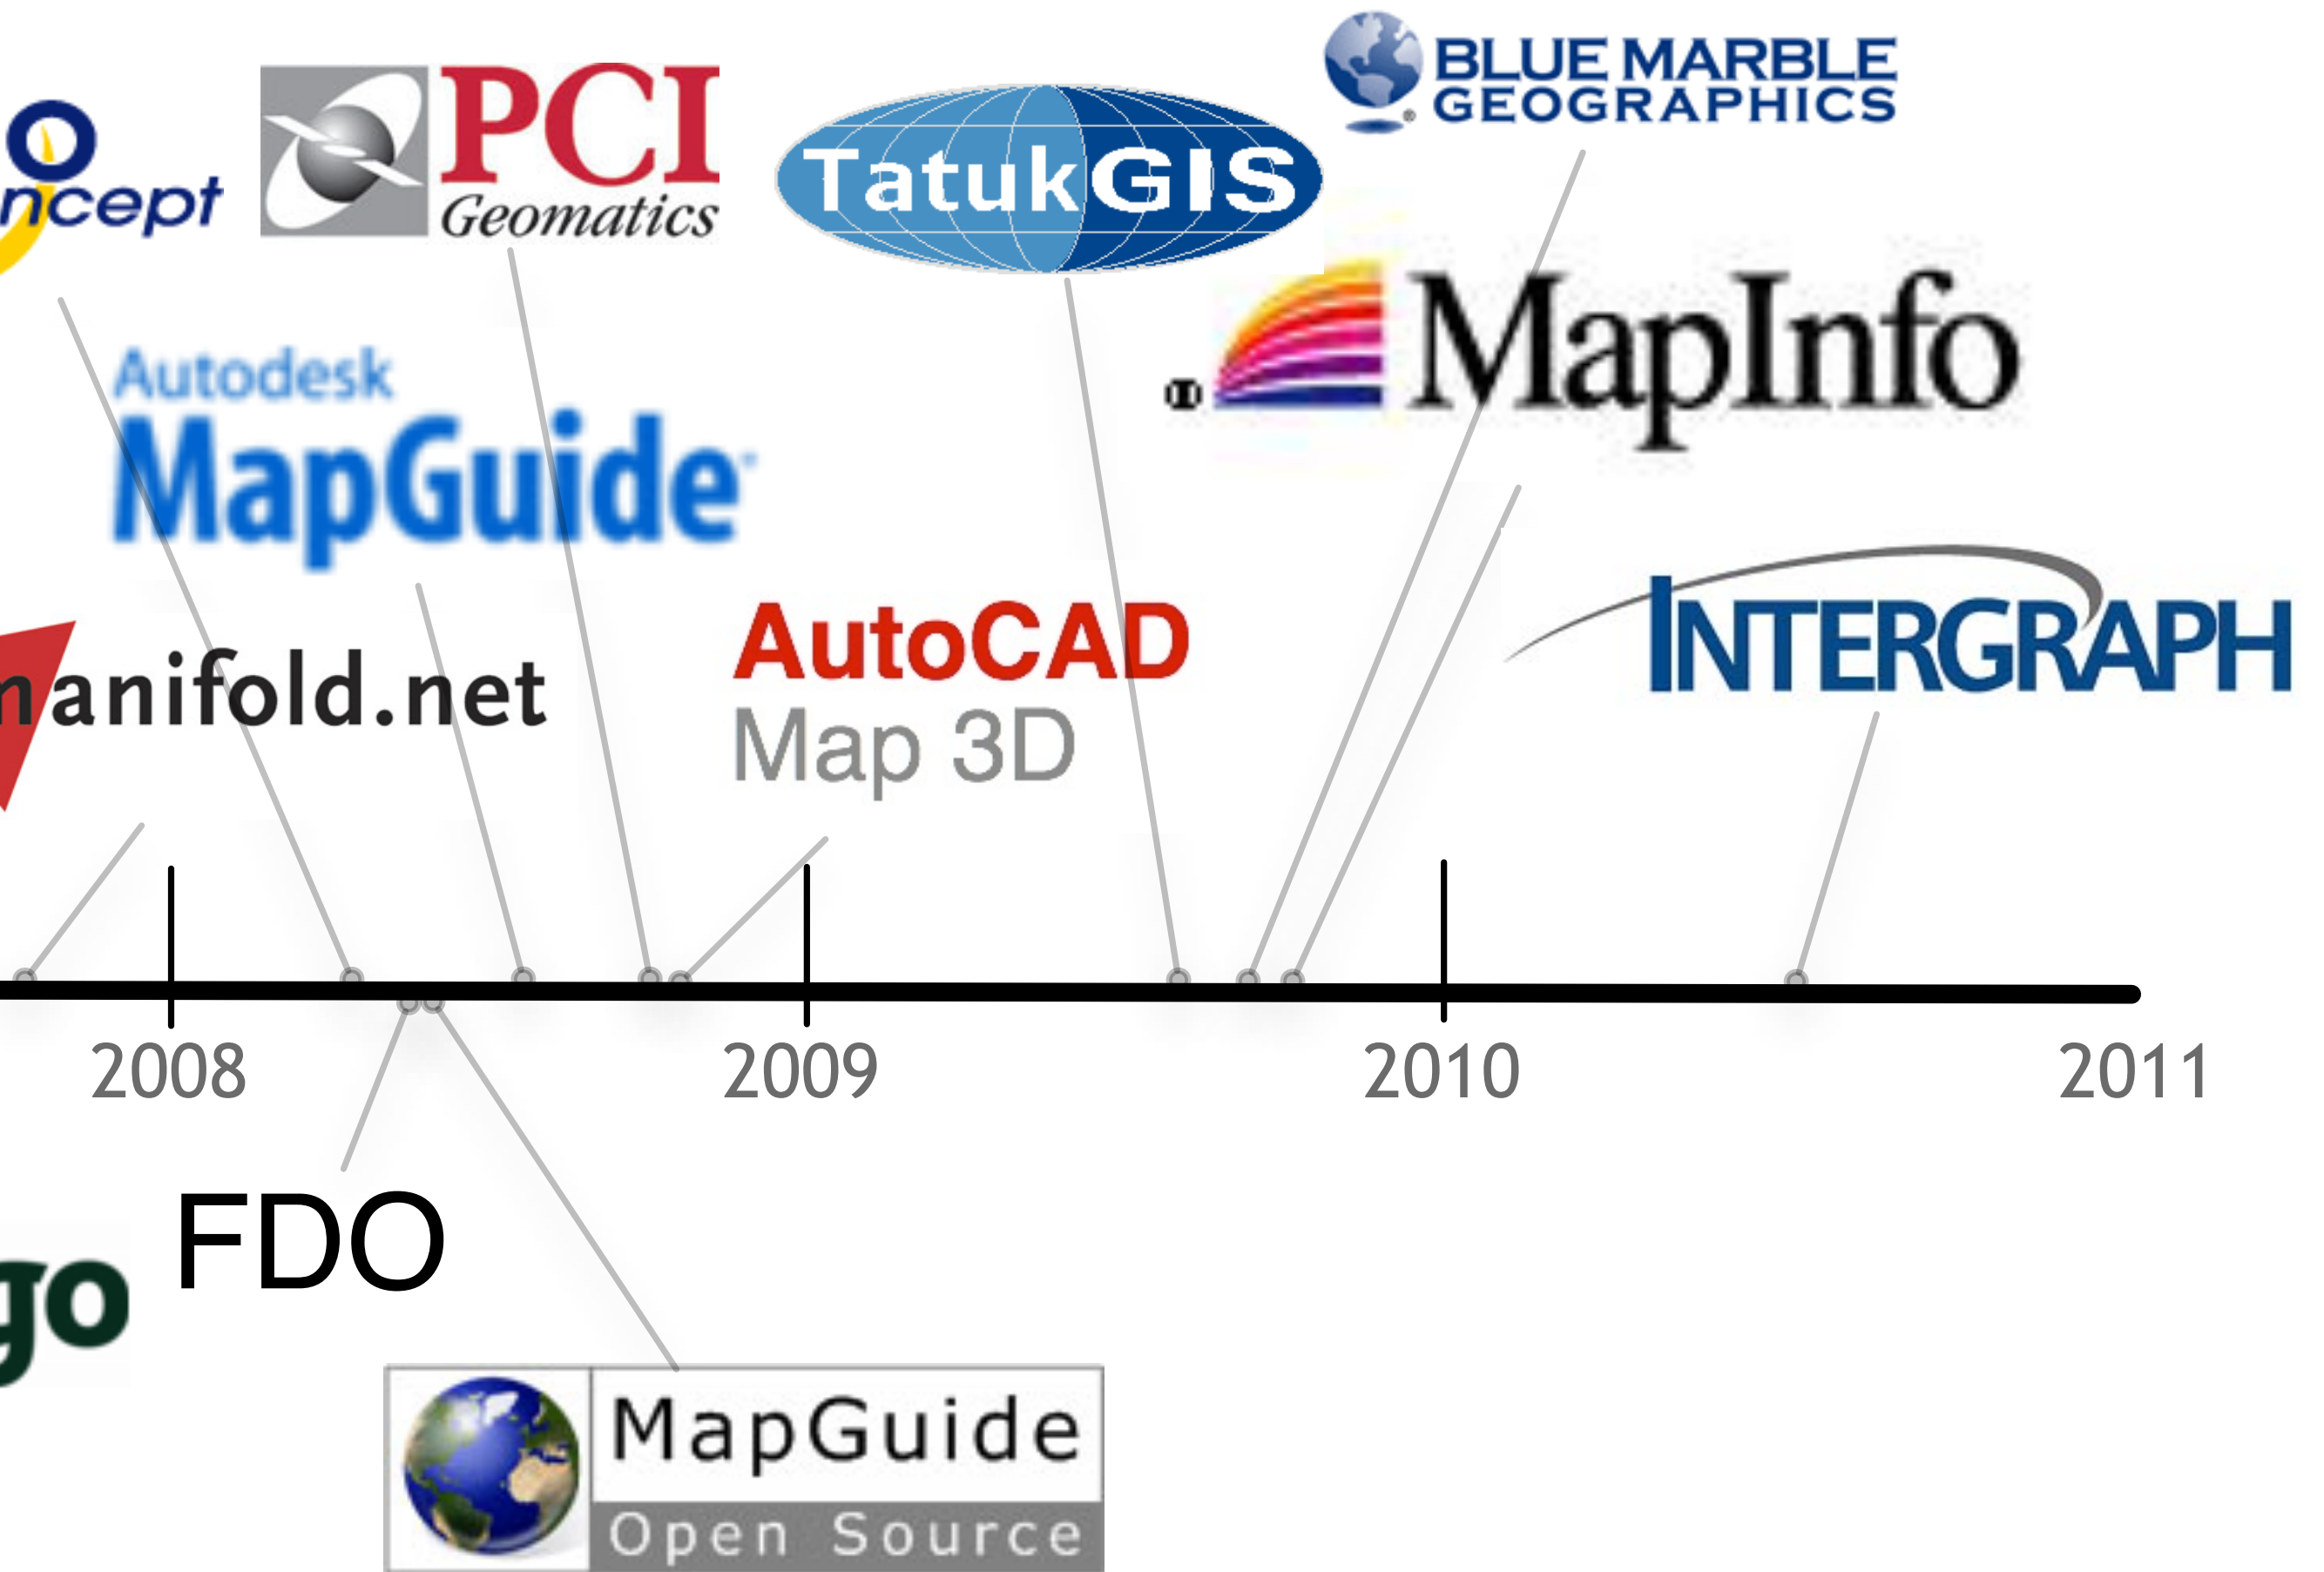 BLUE MARBLE
GEOGRAPHICS
PCI
Geomatics
TatukGIS
ncept
MapInfo
Autodesk
MapGuide
INTERGRAPH
AutoCAD
Map 3D
manifold.net
2008
2009
2010
2011
FDO
go
MapGuide
Open Source